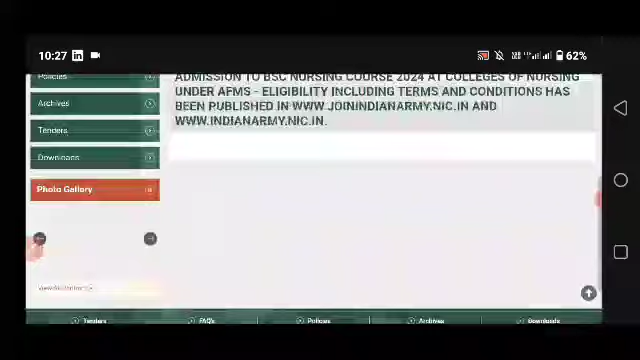 10:27
62%
Policies
Archives
Tenders
Downloads
Photo Gallery
ADMISSION TO BSC NURSING COURSE 2024 AT COLLEGES OF NURSING
UNDER AFMS - ELIGIBILITY INCLUDING TERMS AND CONDITIONS HAS
BEEN PUBLISHED IN WWW.JOININDIANARMY.NIC.IN AND
WWW.INDIANARMY.NIC.IN.
Tenders FAQs Policies Archives Downloads